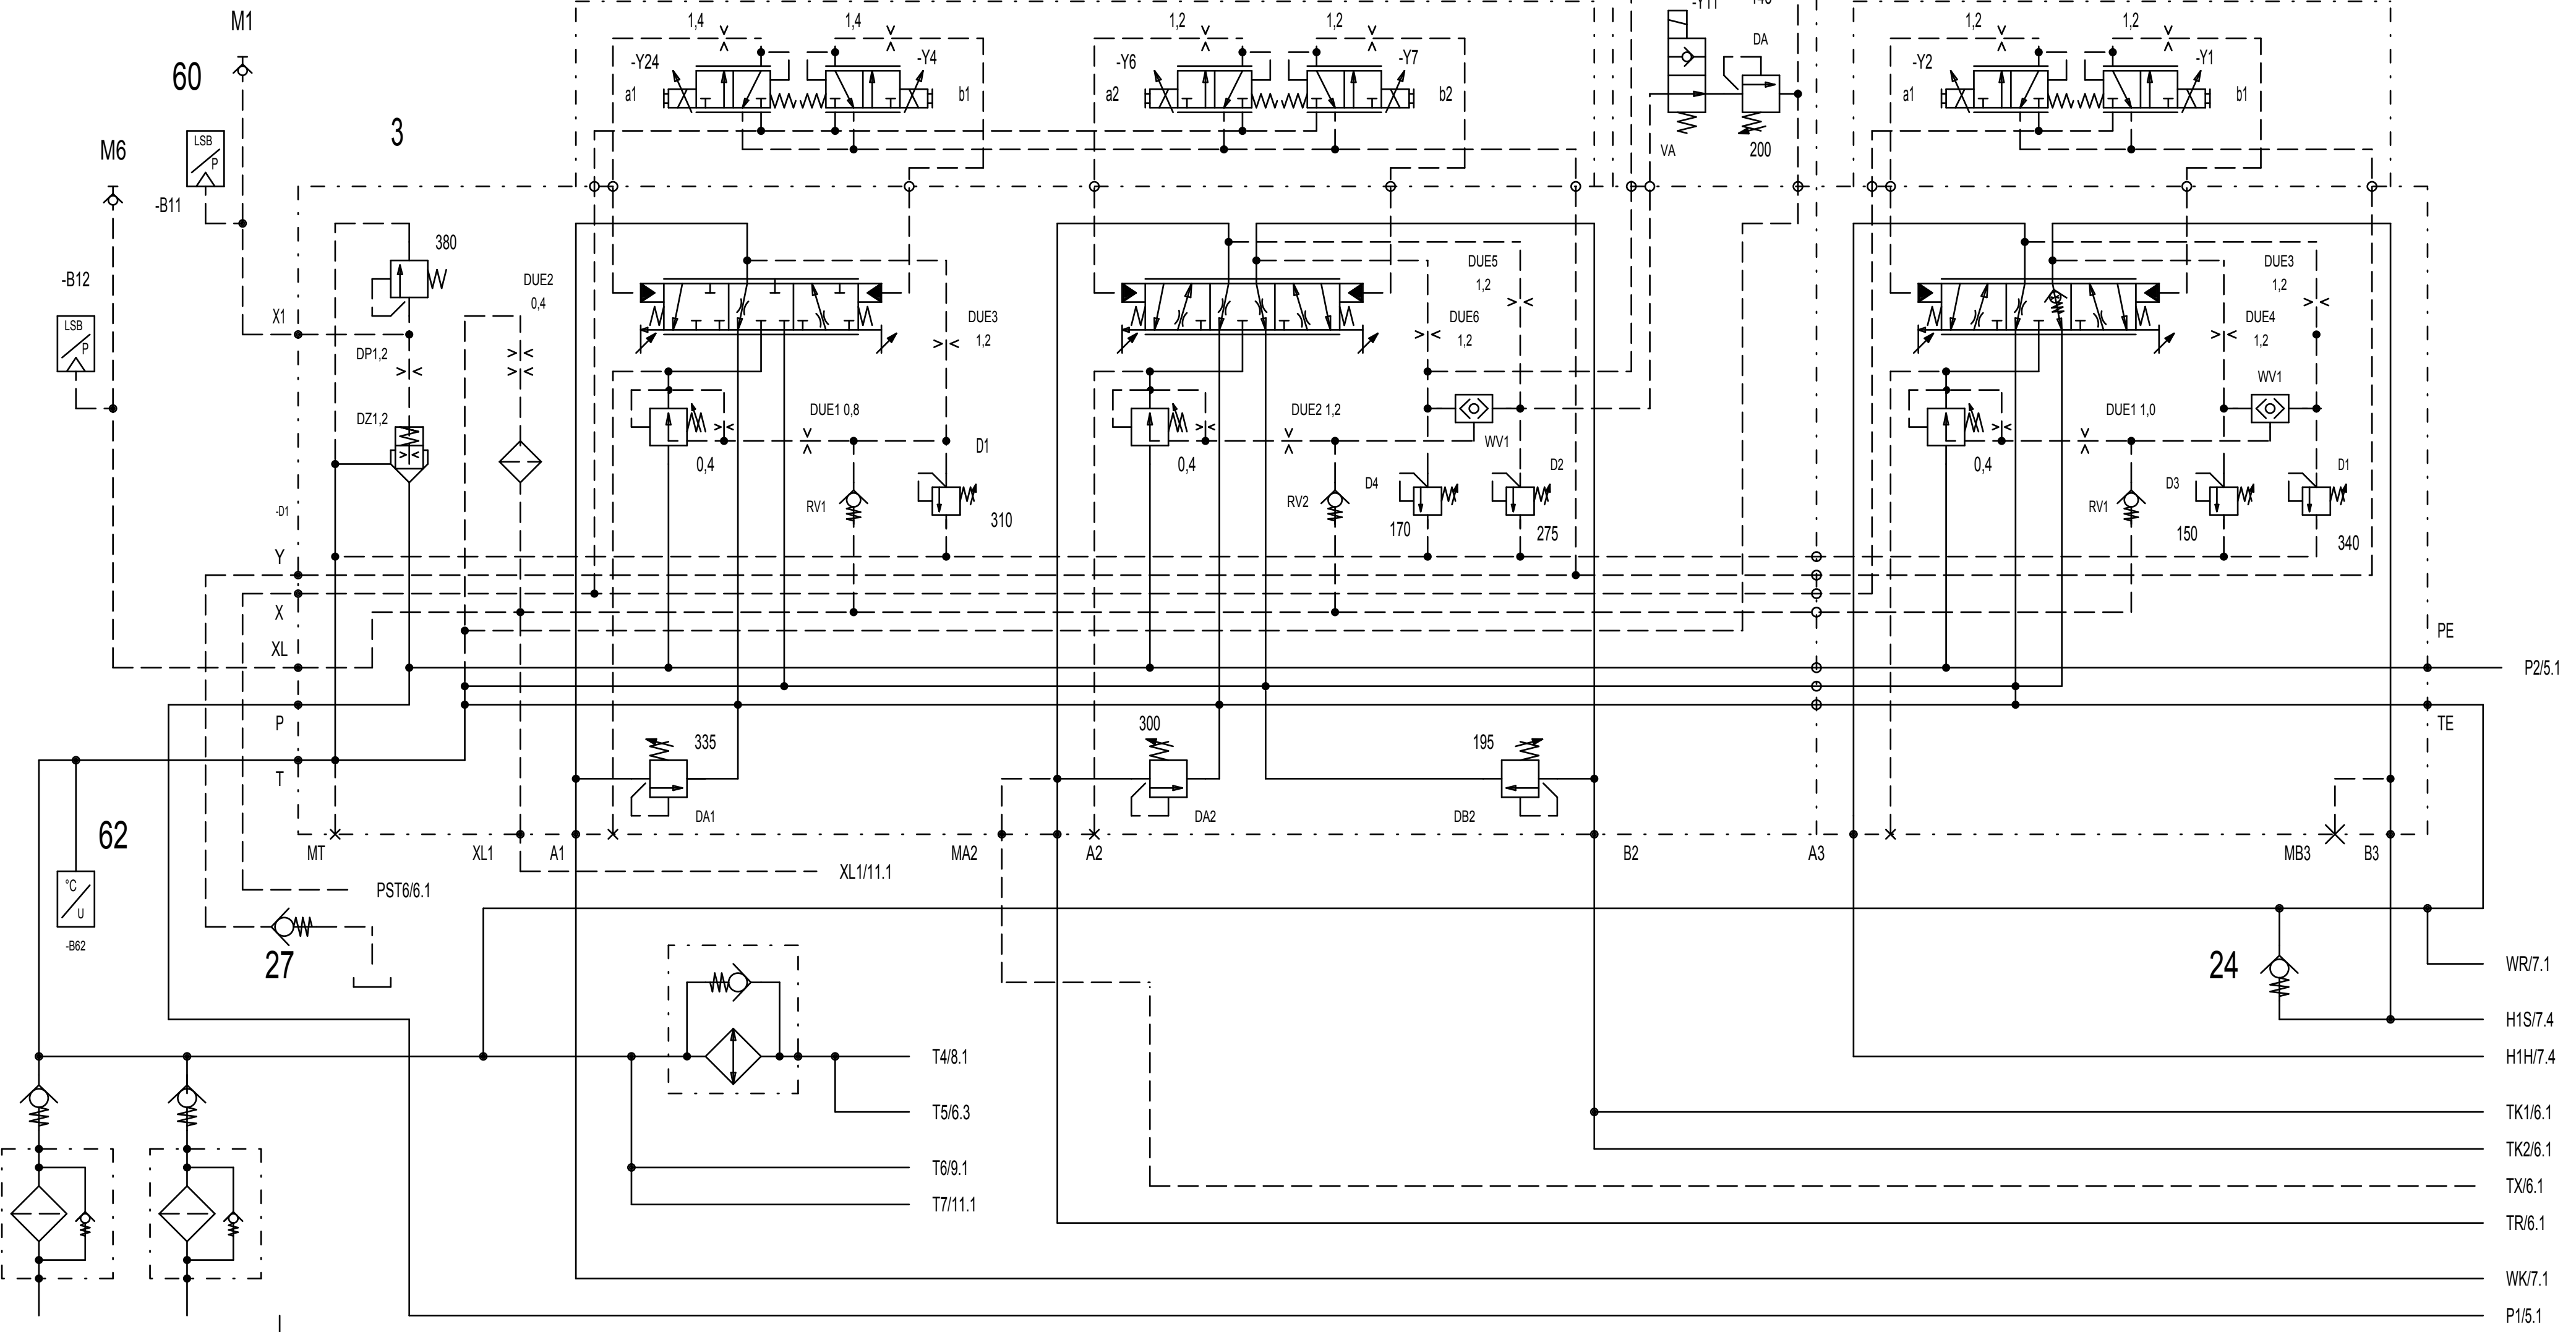 M1
1,4
1,4
1,2
1,2
DA
1,2
1,2
60
-Y24
-Y4
-Y6
-Y7
-Y2
-Y1
a1
b1
a2
b2
a1
b1
M6
LSB
P
3
VA
200
-B11
380
DUE5
1,2
DUE3
1,2
-B12
DUE2
0,4
X1
DUE3
1,2
DUE6
1,2
DUE4
1,2
LSB
P
DP1,2
WV1
DZ1,2
DUE1 0,8
DUE2 1,2
DUE1 1,0
WV1
D1
0,4
0,4
0,4
D2
D1
D4
D3
RV1
RV2
RV1
-D1
310
170
275
150
340
Y
X
XL
PE
P2/5.1
P
TE
300
335
195
T
DA1
DA2
DB2
62
MT
XL1
A1
MA2
A2
B2
A3
MB3
B3
XL1/11.1
°C
U
PST6/6.1
-B62
27
24
WR/7.1
H1S/7.4
T4/8.1
H1H/7.4
T5/6.3
TK1/6.1
TK2/6.1
T6/9.1
TX/6.1
T7/11.1
TR/6.1
WK/7.1
P1/5.1